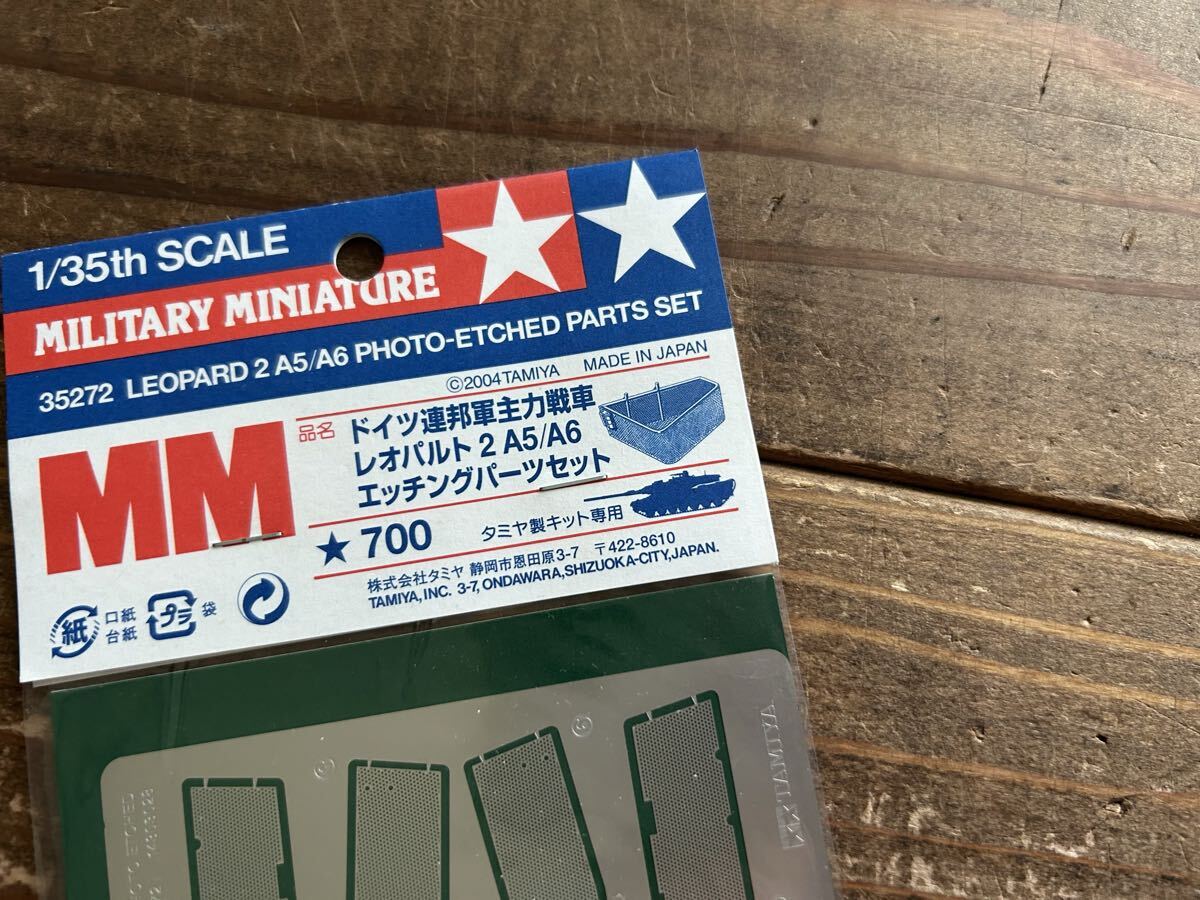 1/35th SCALE
MILITARY MINIATURE
35272 LEOPARD 2 A5/A6 PHOTO-ETCHED PARTS SET
©2004 TAMIYA MADE IN JAPAN
MM
品名
ドイツ連邦軍主力戦車
レオパルト 2 A5/A6
エッチングパーツセット
★700
タミヤ製キット専用
株式会社タミヤ 静岡市恩田原3-7 〒422-8610
TAMIYA, INC. 3-7, ONDAWARA, SHIZUOKA-CITY, JAPAN.
紙
口紙
台紙
プラ
袋
TAMIYA